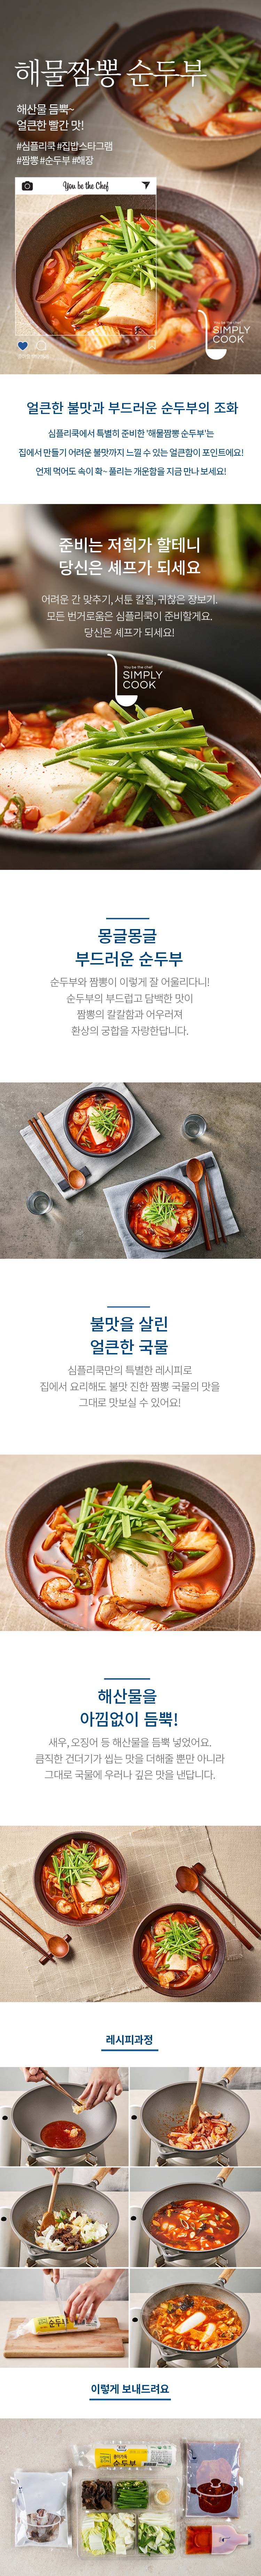 해물짬뽕 순두부
해산물 듬뿍~
얼큰한 빨간 맛!
#심플리쿡 #집밥스타그램
#짬뽕 #순두부 #해장
You be the Chef
You be the chef
SIMPLY
COOK
얼큰한 불맛과 부드러운 순두부의 조화
심플리쿡에서 특별히 준비한 '해물짬뽕 순두부'는
집에서 만들기 어려운 불맛까지 느낄 수 있는 얼큰함이 포인트에요!
언제 먹어도 속이 확~ 풀리는 개운함을 지금 만나 보세요!
준비는 저희가 할테니
당신은 셰프가 되세요
어려운 간 맞추기, 서툰 칼질, 귀찮은 장보기.
모든 번거로움은 심플리쿡이 준비할게요.
당신은 셰프가 되세요!
You be the chef
SIMPLY
COOK
몽글몽글
부드러운 순두부
순두부와 짬뽕이 이렇게 잘 어울리다니!
순두부의 부드럽고 담백한 맛이
짬뽕의 칼칼함과 어우러져
환상의 궁합을 자랑한답니다.
불맛을 살린
얼큰한 국물
심플리쿡만의 특별한 레시피로
집에서 요리해도 불맛 진한 짬뽕 국물의 맛을
그대로 맛보실 수 있어요!
해산물을
아낌없이 듬뿍!
새우, 오징어 등 해산물을 듬뿍 넣었어요.
큼직한 건더기가 씹는 맛을 더해줄 뿐만 아니라
그대로 국물에 우러나 깊은 맛을 낸답니다.
레시피과정
순두부
이렇게 보내드려요
순두부